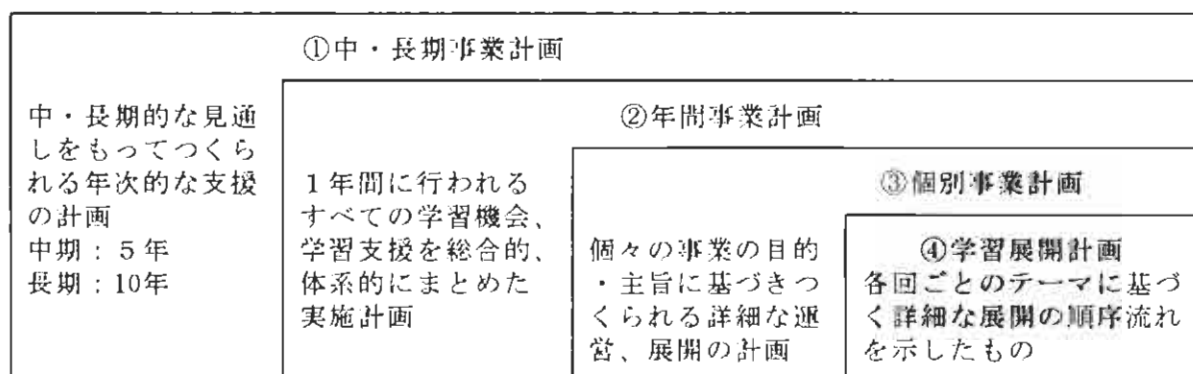 ①中・長期事業計画
中・長期的な見通
しをもってつくら
れる年次的な支援
の計画
中期：５年
長期：10年
②年間事業計画
１年間に行われる
すべての学習機会、
学習支援を総合的、
体系的にまとめた
実施計画
③個別事業計画
個々の事業の目的
・主旨に基づきつ
くられる詳細な運
営、展開の計画
④学習展開計画
各回ごとのテーマに基づ
く詳細な展開の順序流れ
を示したもの